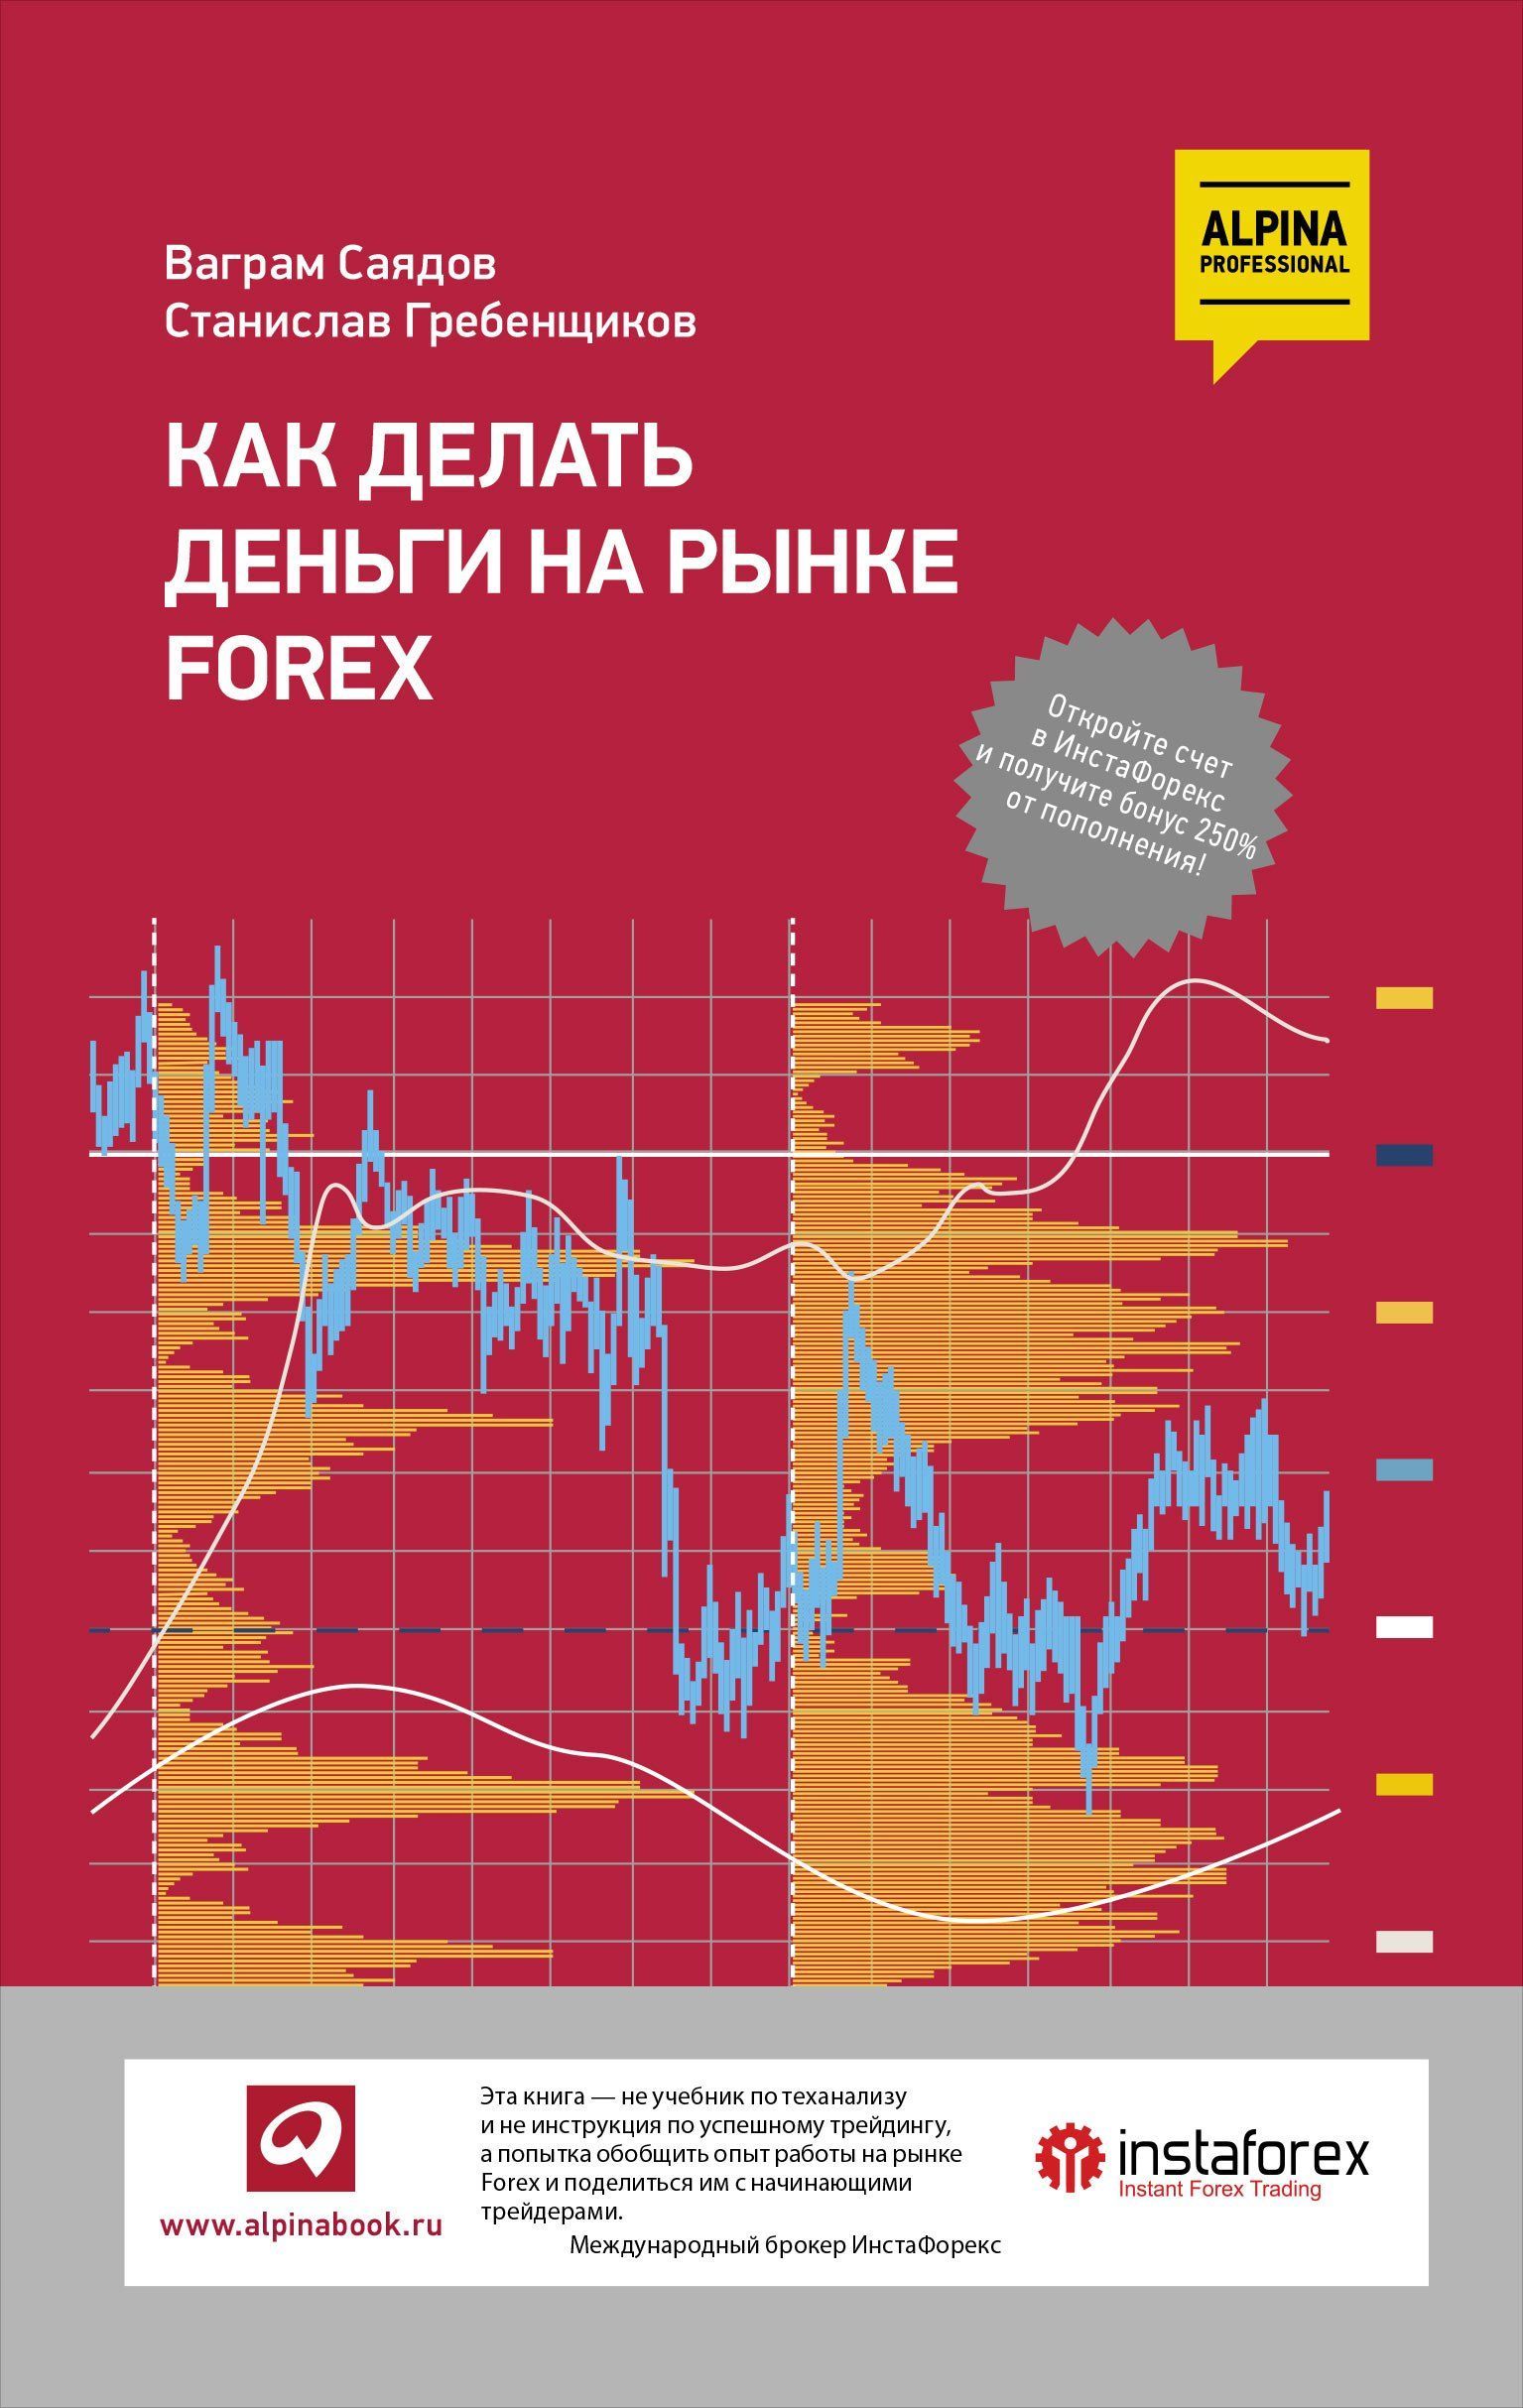 ALPINA
PROFESSIONAL
Ваграм Саядов
Станислав Гребенщиков
КАК ДЕЛАТЬ
ДЕНЬГИ НА РЫНКЕ
FOREX
Откройте счет
в ИнстаФорекс
и получите бонус 250%
от пополнения!
www.alpinabook.ru
Эта книга — не учебник по теханализу
и не инструкция по успешному трейдингу,
а попытка обобщить опыт работы на рынке
Forex и поделиться им с начинающими
трейдерами.
Международный брокер ИнстаФорекс
instaforex
Instant Forex Trading